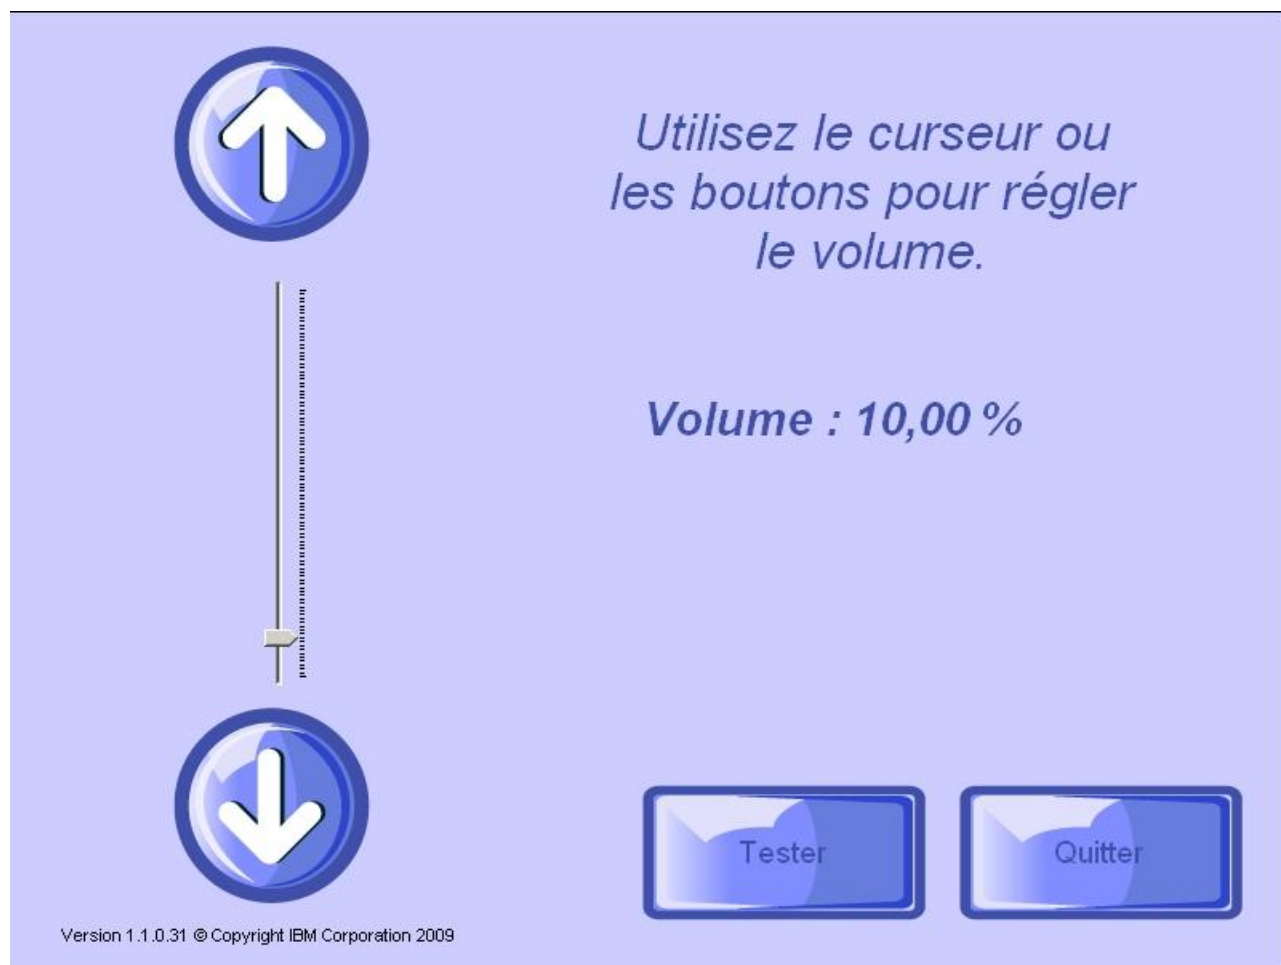 Utilisez le curseur ou
les boutons pour régler
le volume.
Volume : 10,00 %
Tester
Quitter
Version 1.1.0.31 © Copyright IBM Corporation 2009